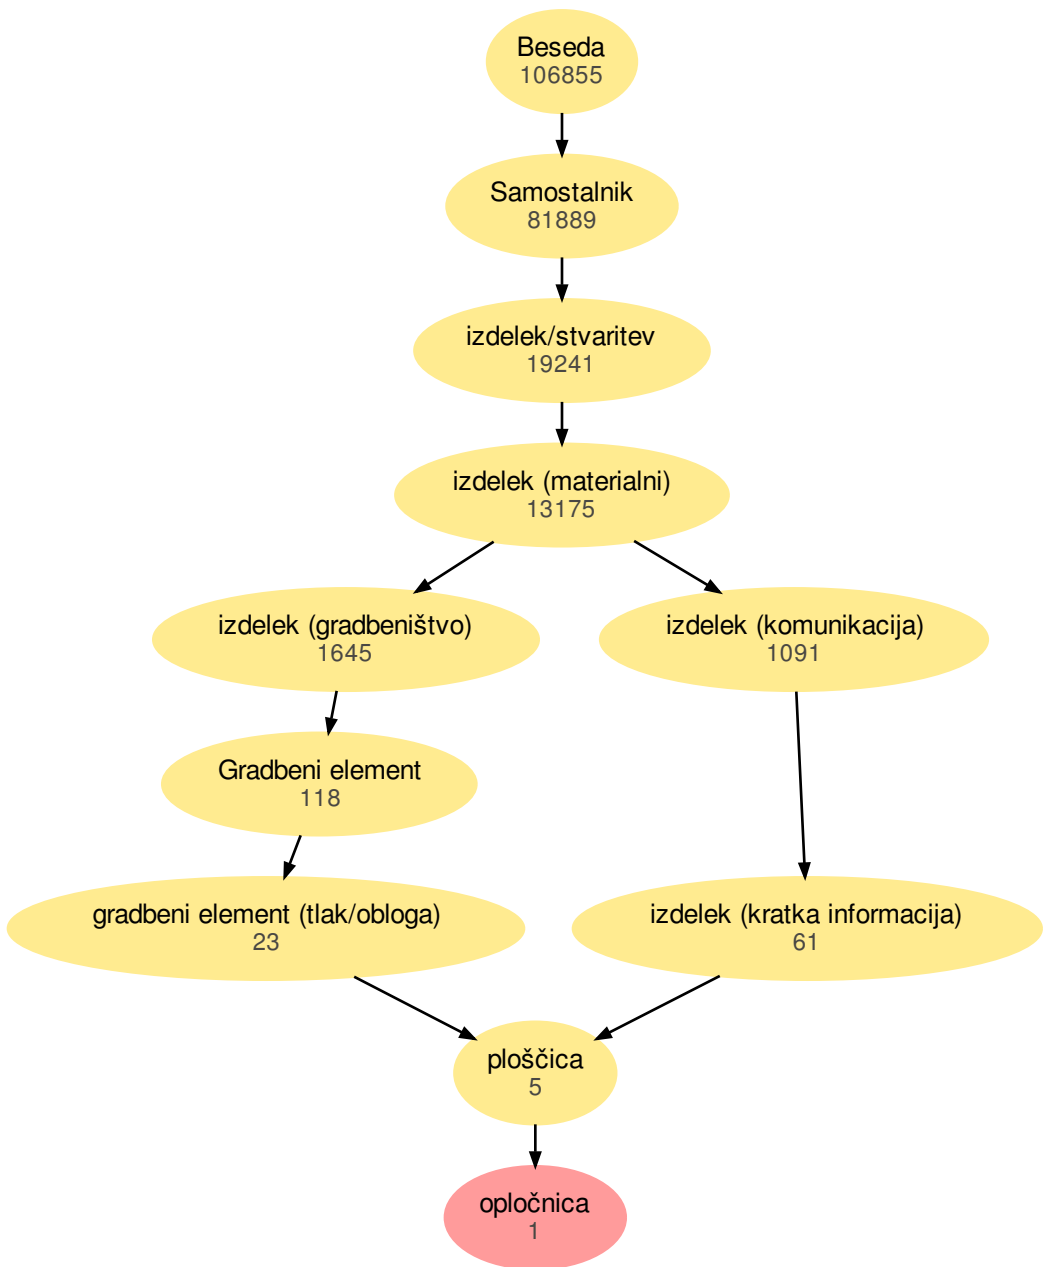 Beseda
106855
Samostalnik
81889
izdelek/stvaritev
19241
izdelek (materialni)
13175
izdelek (gradbeništvo)
1645
izdelek (komunikacija)
1091
Gradbeni element
118
gradbeni element (tlak/obloga)
23
izdelek (kratka informacija)
61
ploščica
5
opločnica
1